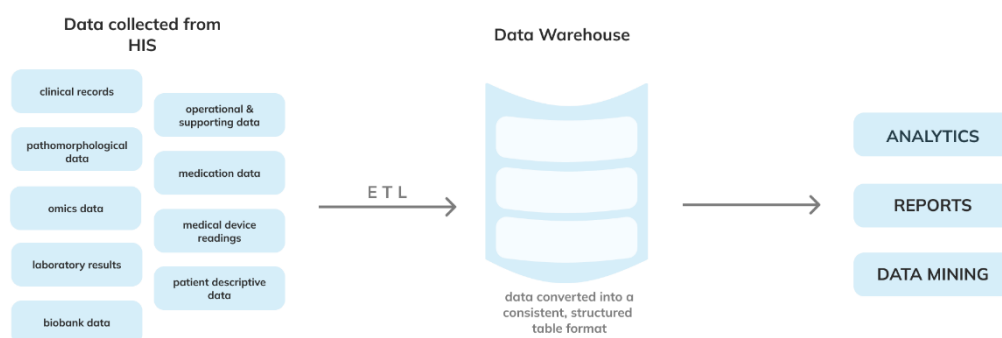 Data collected from
HIS
clinical records
pathomorphological
data
omics data
laboratory results
biobank data
operational &
supporting data
medication data
medical device
readings
patient descriptive
data
E T L
Data Warehouse
data converted into a
consistent, structured
table format
ANALYTICS
REPORTS
DATA MINING